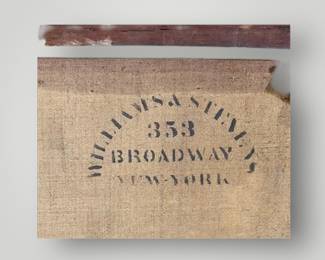 WILLIAMS & STEVENS
353
BROADWAY
NEW-YORK